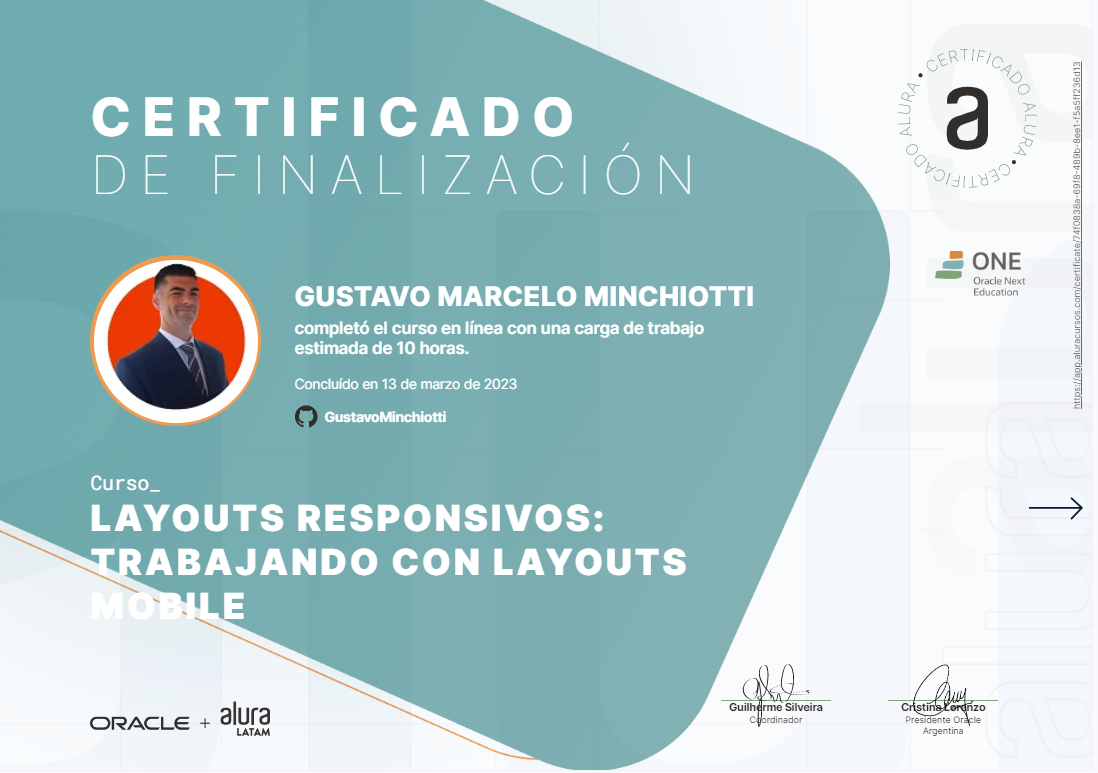 CERTIFICADO
DE FINALIZACIÓN
GUSTAVO MARCELO MINCHIOTTI
completó el curso en línea con una carga de trabajo
estimada de 10 horas.
Concluído en 13 de marzo de 2023
GustavoMinchiotti
Curso_
LAYOUTS RESPONSIVOS:
TRABAJANDO CON LAYOUTS
MOBILE
ORACLE + alura
LATAM
CERTIFICADO ALURA • CERTIFICADO ALURA •
a
ONE
Oracle Next
Education
https://app.aluracursos.com/certificate/74f0838a-69f8-489b-8ee1-f5a5ff236d13
Guilherme Silveira
Coordinador
Cristina Lorenzo
Presidente Oracle
Argentina
alura